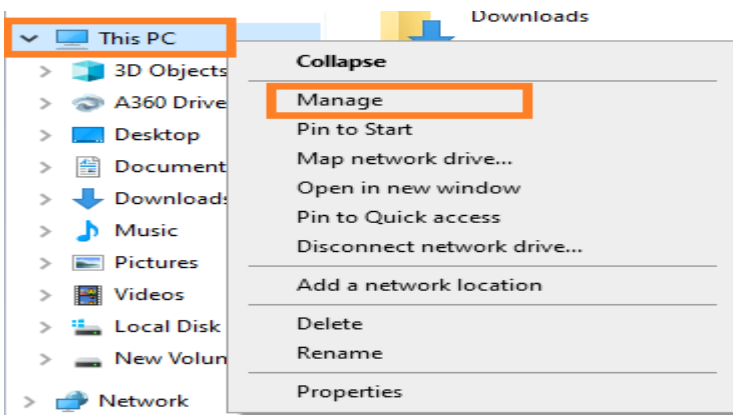 Downloads
This PC
3D Objects
A360 Drive
Desktop
Document
Downloads
Music
Pictures
Videos
Local Disk
New Volun
Network
Collapse
Manage
Pin to Start
Map network drive...
Open in new window
Pin to Quick access
Disconnect network drive...
Add a network location
Delete
Rename
Properties